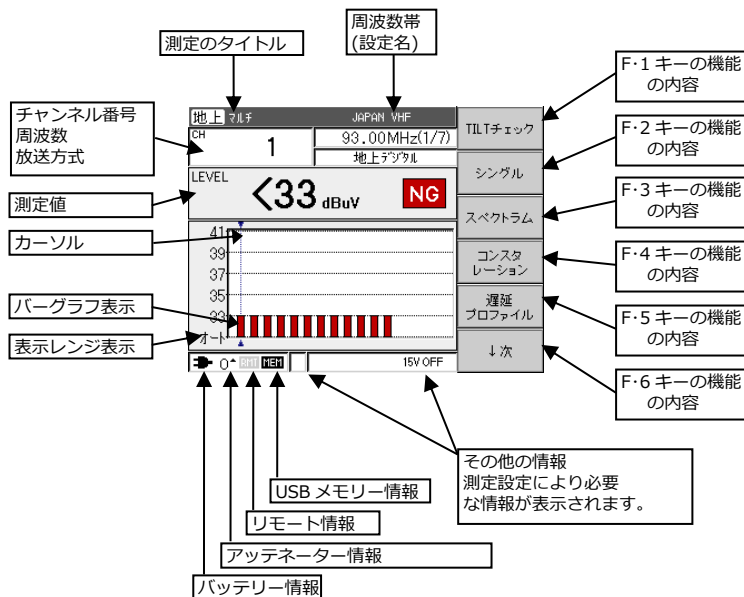 測定のタイトル
周波数帯
(設定名)
チャンネル番号
周波数
放送方式
測定値
カーソル
バーグラフ表示
表示レンジ表示
地上 マルチ
JAPAN VHF
CH
1
93.00MHz(1/7)
地上デジタル
LEVEL
<33 dBuV
NG
41
39
37
35
33
オート
0
RMT
MEM
15V OFF
TILTチェック
シングル
スペクトラム
コンスタ
レーション
遅延
プロファイル
↓次
F･1 キーの機能
の内容
F･2 キーの機能
の内容
F･3 キーの機能
の内容
F･4 キーの機能
の内容
F･5 キーの機能
の内容
F･6 キーの機能
の内容
その他の情報
測定設定により必要
な情報が表示されます。
USB メモリー情報
リモート情報
アッテネーター情報
バッテリー情報